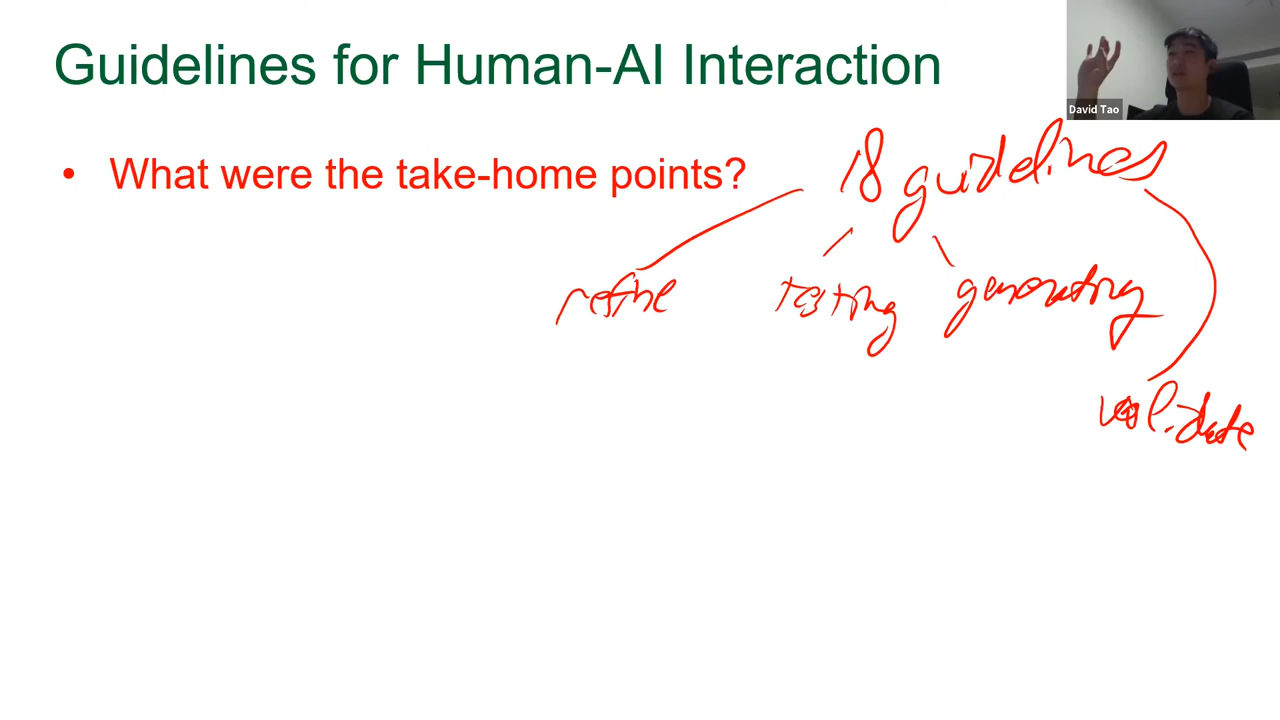 Guidelines for Human-AI Interaction
David Tao
• What were the take-home points?
18 guidelines
refine
testing
generating
validate